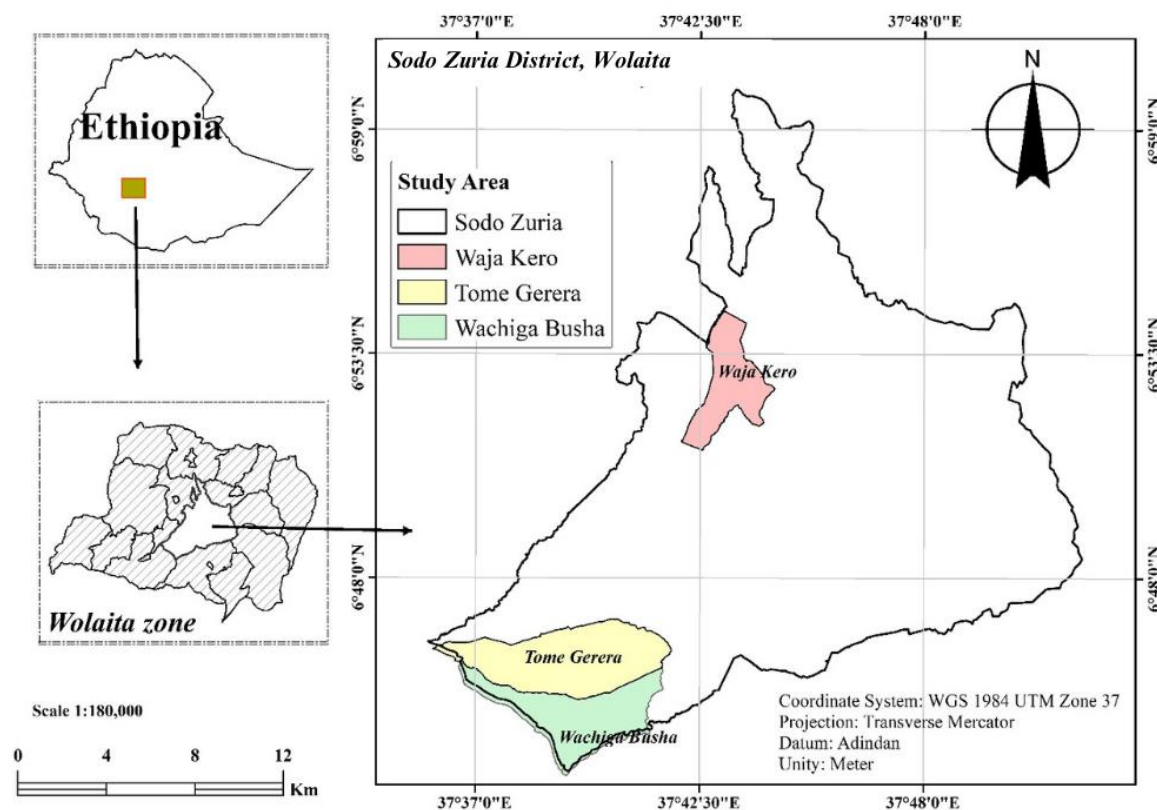 37°37'0"E 37°42'30"E 37°48'0"E
Ethiopia
Sodo Zuria District, Wolaita
N
6°59'0"N 6°59'0"N
Study Area
Sodo Zuria
Waja Kero
Tome Gerera
Wachiga Busha
6°53'30"N 6°53'30"N
Waja Kero
6°48'0"N 6°48'0"N
Wolaita zone
Tome Gerera
Wachiga Busha
Coordinate System: WGS 1984 UTM Zone 37
Projection: Transverse Mercator
Datum: Adindan
Unity: Meter
Scale 1:180,000
0 4 8 12
Km
37°37'0"E 37°42'30"E 37°48'0"E